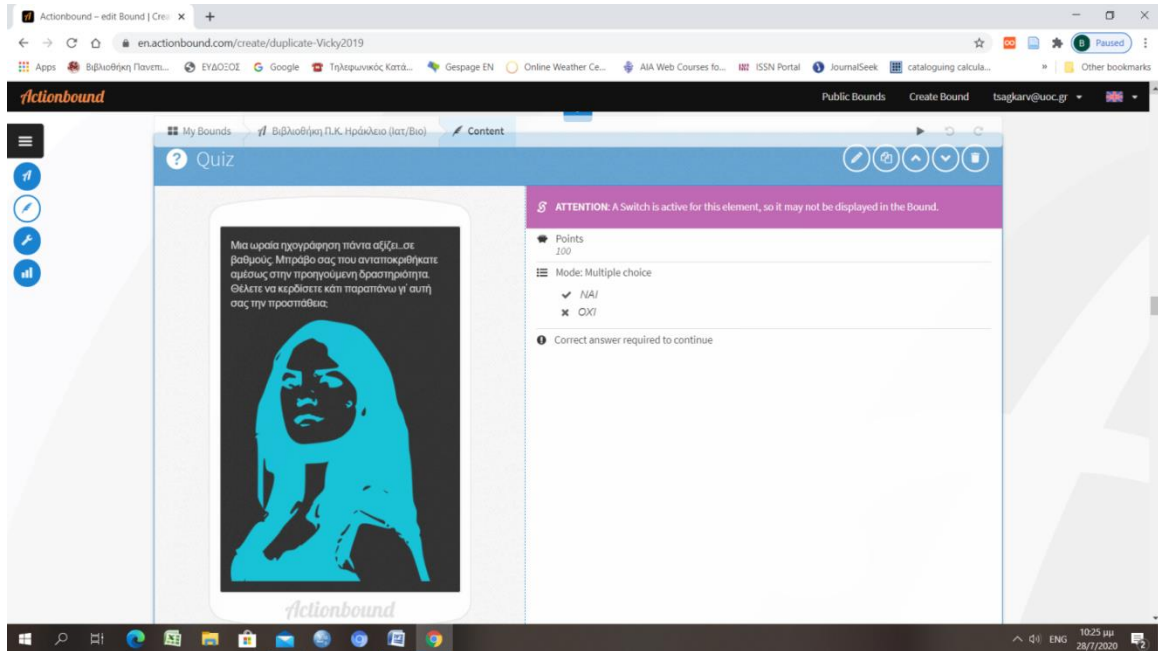 Actionbound – edit Bound | Crea
en.actionbound.com/create/duplicate-Vicky2019
Paused
Apps
Βιβλιοθήκη Πανεπι...
ΕΥΔΟΞΟΣ
Google
Τηλεφωνικός Κατά...
Gespage EN
Online Weather Ce...
AIA Web Courses fo...
ISSN Portal
JournalSeek
cataloguing calcula...
Other bookmarks
Actionbound
Public Bounds
Create Bound
tsagkarv@uoc.gr
My Bounds
Βιβλιοθήκη Π.Κ. Ηράκλειο (Ιατ/Βιο)
Content
Quiz
ATTENTION: A Switch is active for this element, so it may not be displayed in the Bound.
Μια ωραία ηχογράφηση πάντα αξίζει...σε
βαθμούς. Μπράβο σας που ανταποκριθήκατε
αμέσως στην προηγούμενη δραστηριότητα.
Θέλετε να κερδίσετε κάτι παραπάνω γι' αυτή
σας την προσπάθεια;
Points
100
Mode: Multiple choice
ΝΑΙ
ΟΧΙ
Correct answer required to continue
Actionbound
ENG
10:25 μμ
28/7/2020